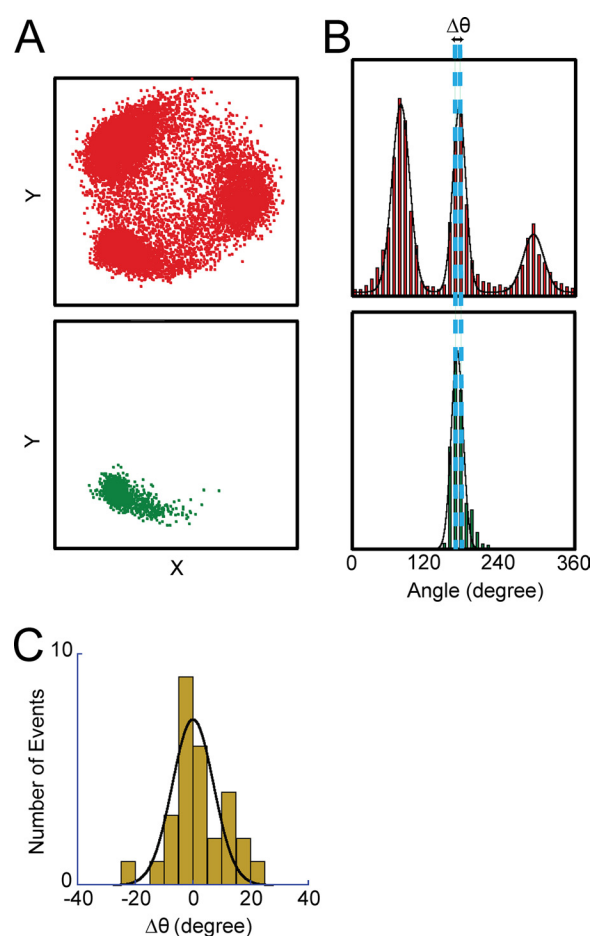 A
B
Δθ
Y
Y
X
0 120 240 360
Angle (degree)
C
10
Number of Events
0
-40 -20 0 20 40
Δθ (degree)